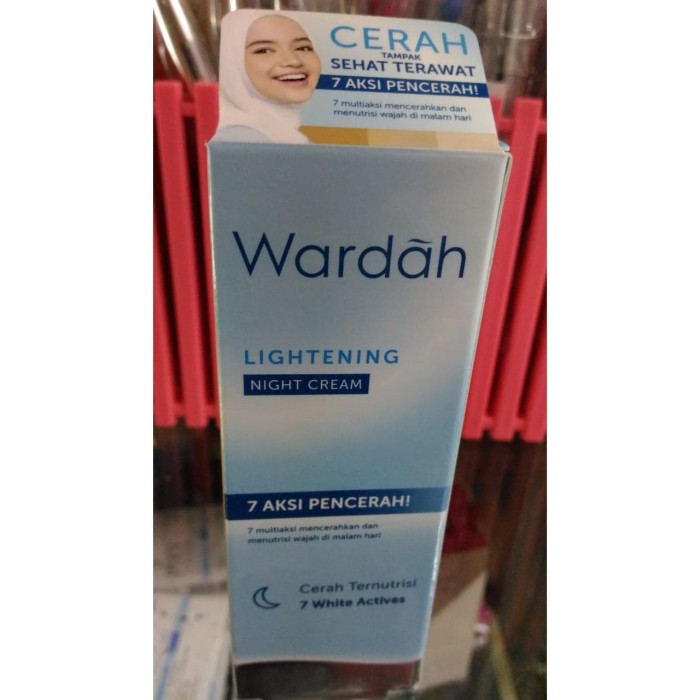 CERAH
TAMPAK
SEHAT TERAWAT
7 AKSI PENCERAH!
7 multiaksi mencerahkan dan
menutrisi wajah di malam hari
Wardãh
LIGHTENING
NIGHT CREAM
7 AKSI PENCERAH!
7 multiaksi mencerahkan dan
menutrisi wajah di malam hari
Cerah Ternutrisi
7 White Actives